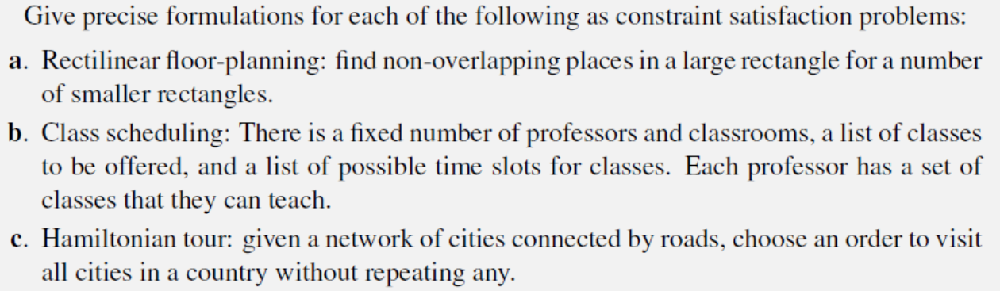 Give precise formulations for each of the following as constraint satisfaction problems:
a. Rectilinear floor-planning: find non-overlapping places in a large rectangle for a number
of smaller rectangles.
b. Class scheduling: There is a fixed number of professors and classrooms, a list of classes
to be offered, and a list of possible time slots for classes. Each professor has a set of
classes that they can teach.
c. Hamiltonian tour: given a network of cities connected by roads, choose an order to visit
all cities in a country without repeating any.